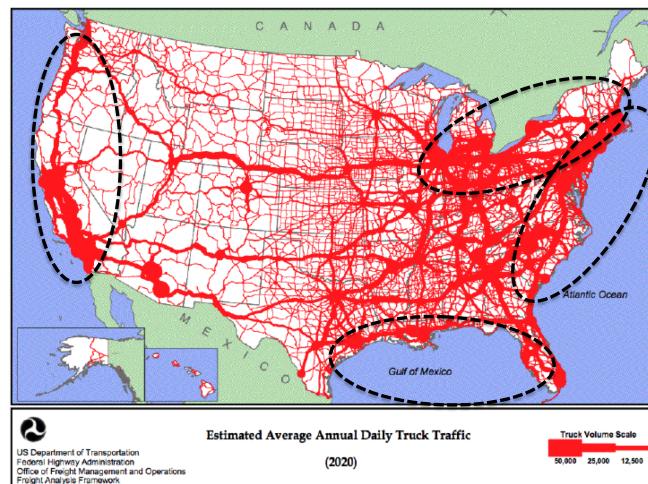 CANADA
Atlantic Ocean
MEXICO
Gulf of Mexico
Estimated Average Annual Daily Truck Traffic
(2020)
US Department of Transportation
Federal Highway Administration
Office of Freight Management and Operations
Freight Analysis Framework
Truck Volume Scale
50,000 25,000 12,500